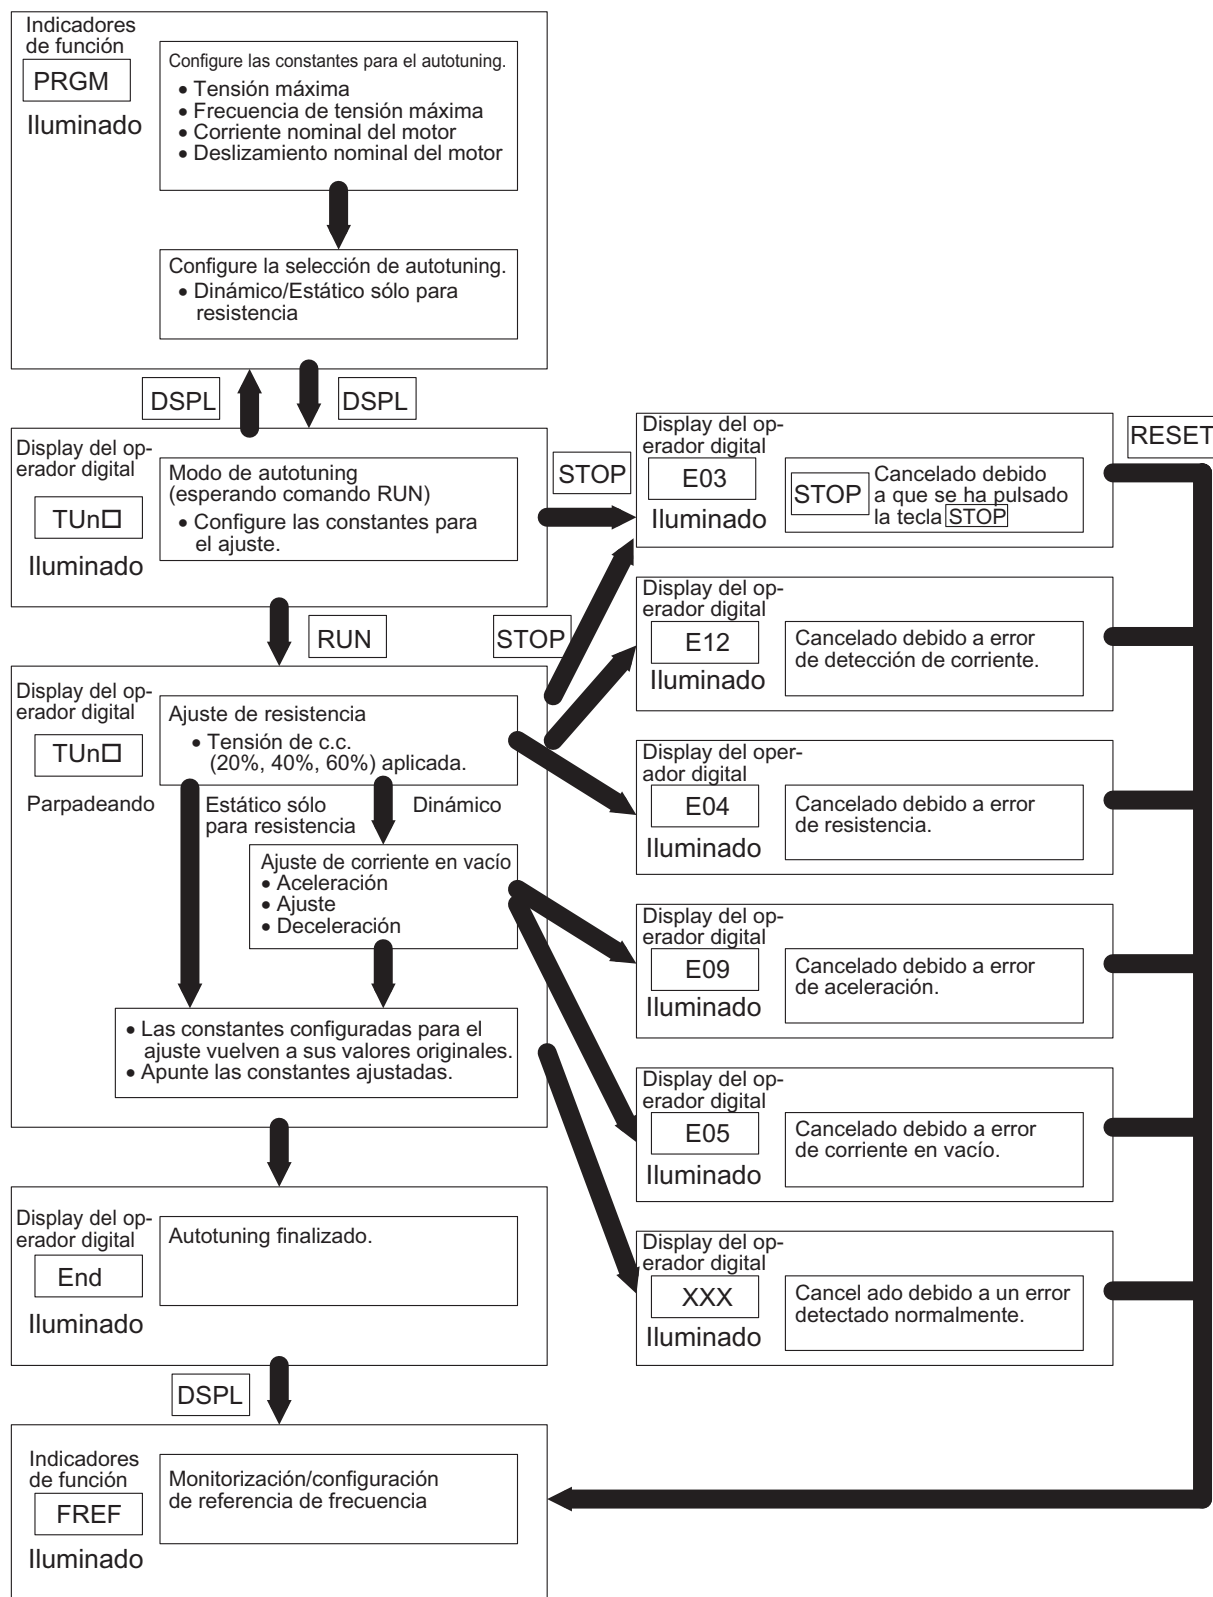 Indicadores
de función
PRGM
Iluminado
Configure las constantes para el autotuning.
• Tensión máxima
• Frecuencia de tensión máxima
• Corriente nominal del motor
• Deslizamiento nominal del motor
Configure la selección de autotuning.
• Dinámico/Estático sólo para
resistencia
DSPL
DSPL
Display del op-
erador digital
TUn□
Iluminado
Modo de autotuning
(esperando comando RUN)
• Configure las constantes para
el ajuste.
STOP
Display del op-
erador digital
E03
Iluminado
STOP
Cancelado debido
a que se ha pulsado
la tecla STOP
RESET
RUN
STOP
Display del op-
erador digital
E12
Iluminado
Cancelado debido a error
de detección de corriente.
Display del op-
erador digital
TUn□
Parpadeando
Ajuste de resistencia
• Tensión de c.c.
(20%, 40%, 60%) aplicada.
Estático sólo
para resistencia
Dinámico
Display del oper-
ador digital
E04
Iluminado
Cancelado debido a error
de resistencia.
Ajuste de corriente en vacío
• Aceleración
• Ajuste
• Deceleración
Display del op-
erador digital
E09
Iluminado
Cancelado debido a error
de aceleración.
• Las constantes configuradas para el
ajuste vuelven a sus valores originales.
• Apunte las constantes ajustadas.
Display del op-
erador digital
E05
Iluminado
Cancelado debido a error
de corriente en vacío.
Display del op-
erador digital
End
Iluminado
Autotuning finalizado.
Display del op-
erador digital
XXX
Iluminado
Cancel ado debido a un error
detectado normalmente.
DSPL
Indicadores
de función
FREF
Iluminado
Monitorización/configuración
de referencia de frecuencia